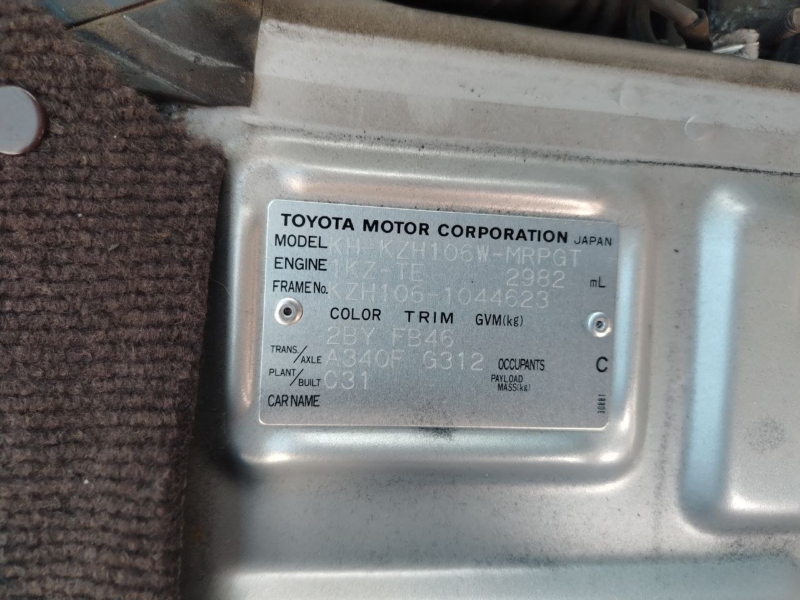 TOYOTA MOTOR CORPORATION JAPAN
MODEL KH-KZH106W-MRPGT
ENGINE 1KZ-TE 2982 mL
FRAME No. KZH106-1044623
COLOR TRIM GVM(kg)
2BY FB46
TRANS./AXLE A340F G312 OCCUPANTS C
PLANT/BUILT C31 PAYLOAD MASS(kg)
CAR NAME